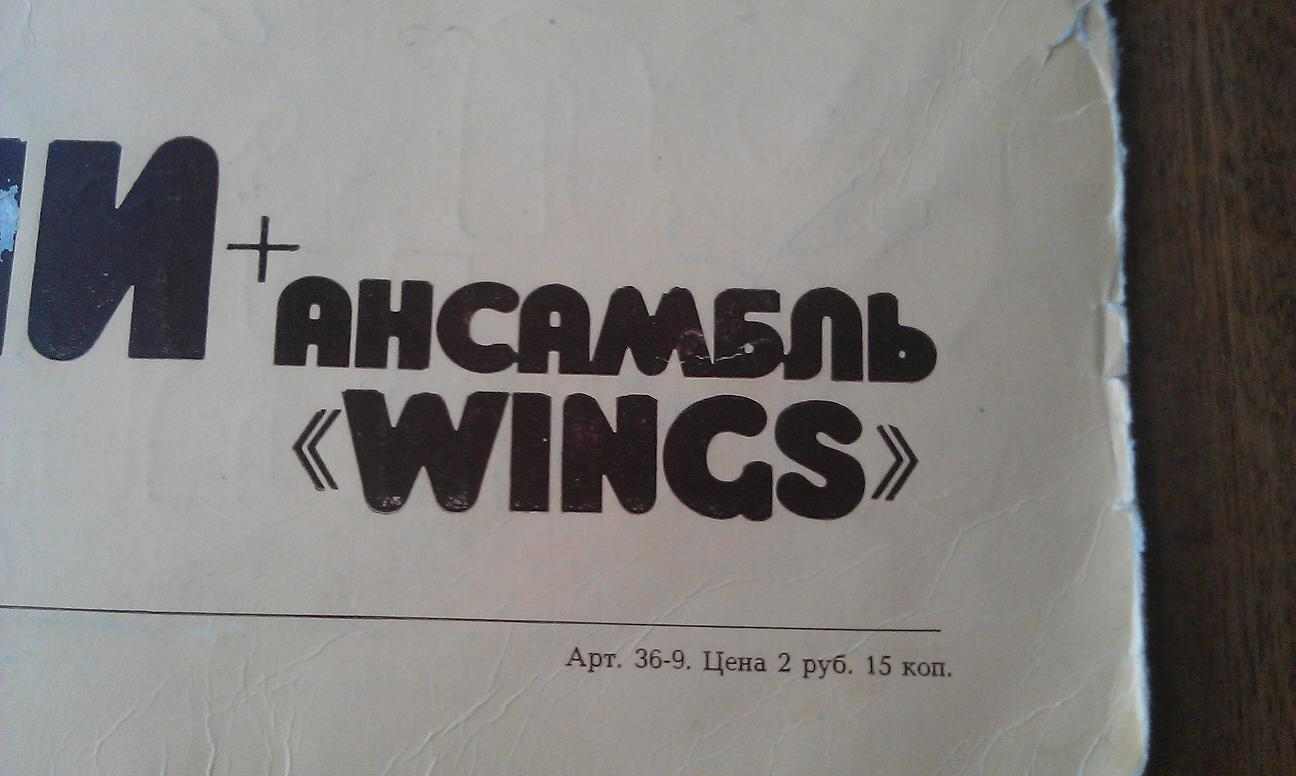 + АНСАМБЛЬ
《WINGS》
Арт. 36-9. Цена 2 руб. 15 коп.